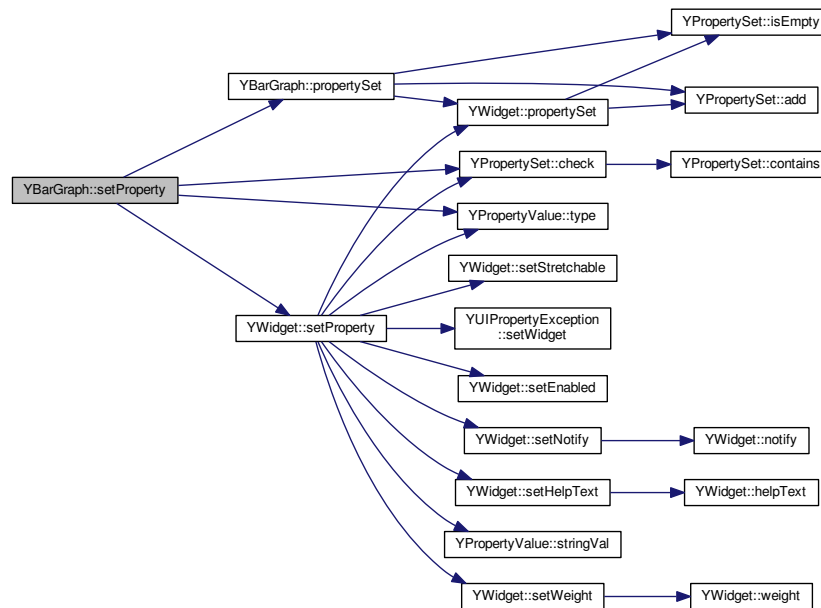 YPropertySet::isEmpty
YBarGraph::propertySet
YPropertySet::add
YWidget::propertySet
YPropertySet::check
YPropertySet::contains
YBarGraph::setProperty
YPropertyValue::type
YWidget::setStretchable
YWidget::setProperty
YUIPropertyException
::setWidget
YWidget::setEnabled
YWidget::setNotify
YWidget::notify
YWidget::setHelpText
YWidget::helpText
YPropertyValue::stringVal
YWidget::setWeight
YWidget::weight